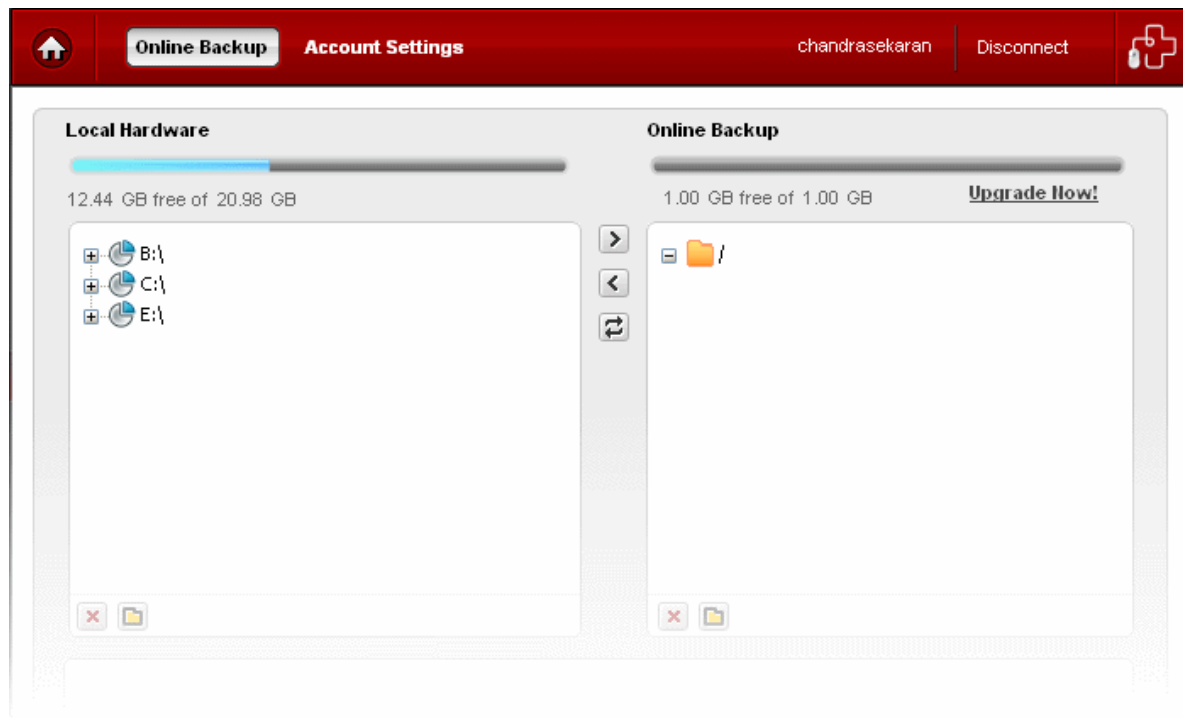 Online Backup Account Settings chandrasekaran Disconnect
Local Hardware Online Backup
12.44 GB free of 20.98 GB 1.00 GB free of 1.00 GB Upgrade Now!
B:\ /
C:\
E:\